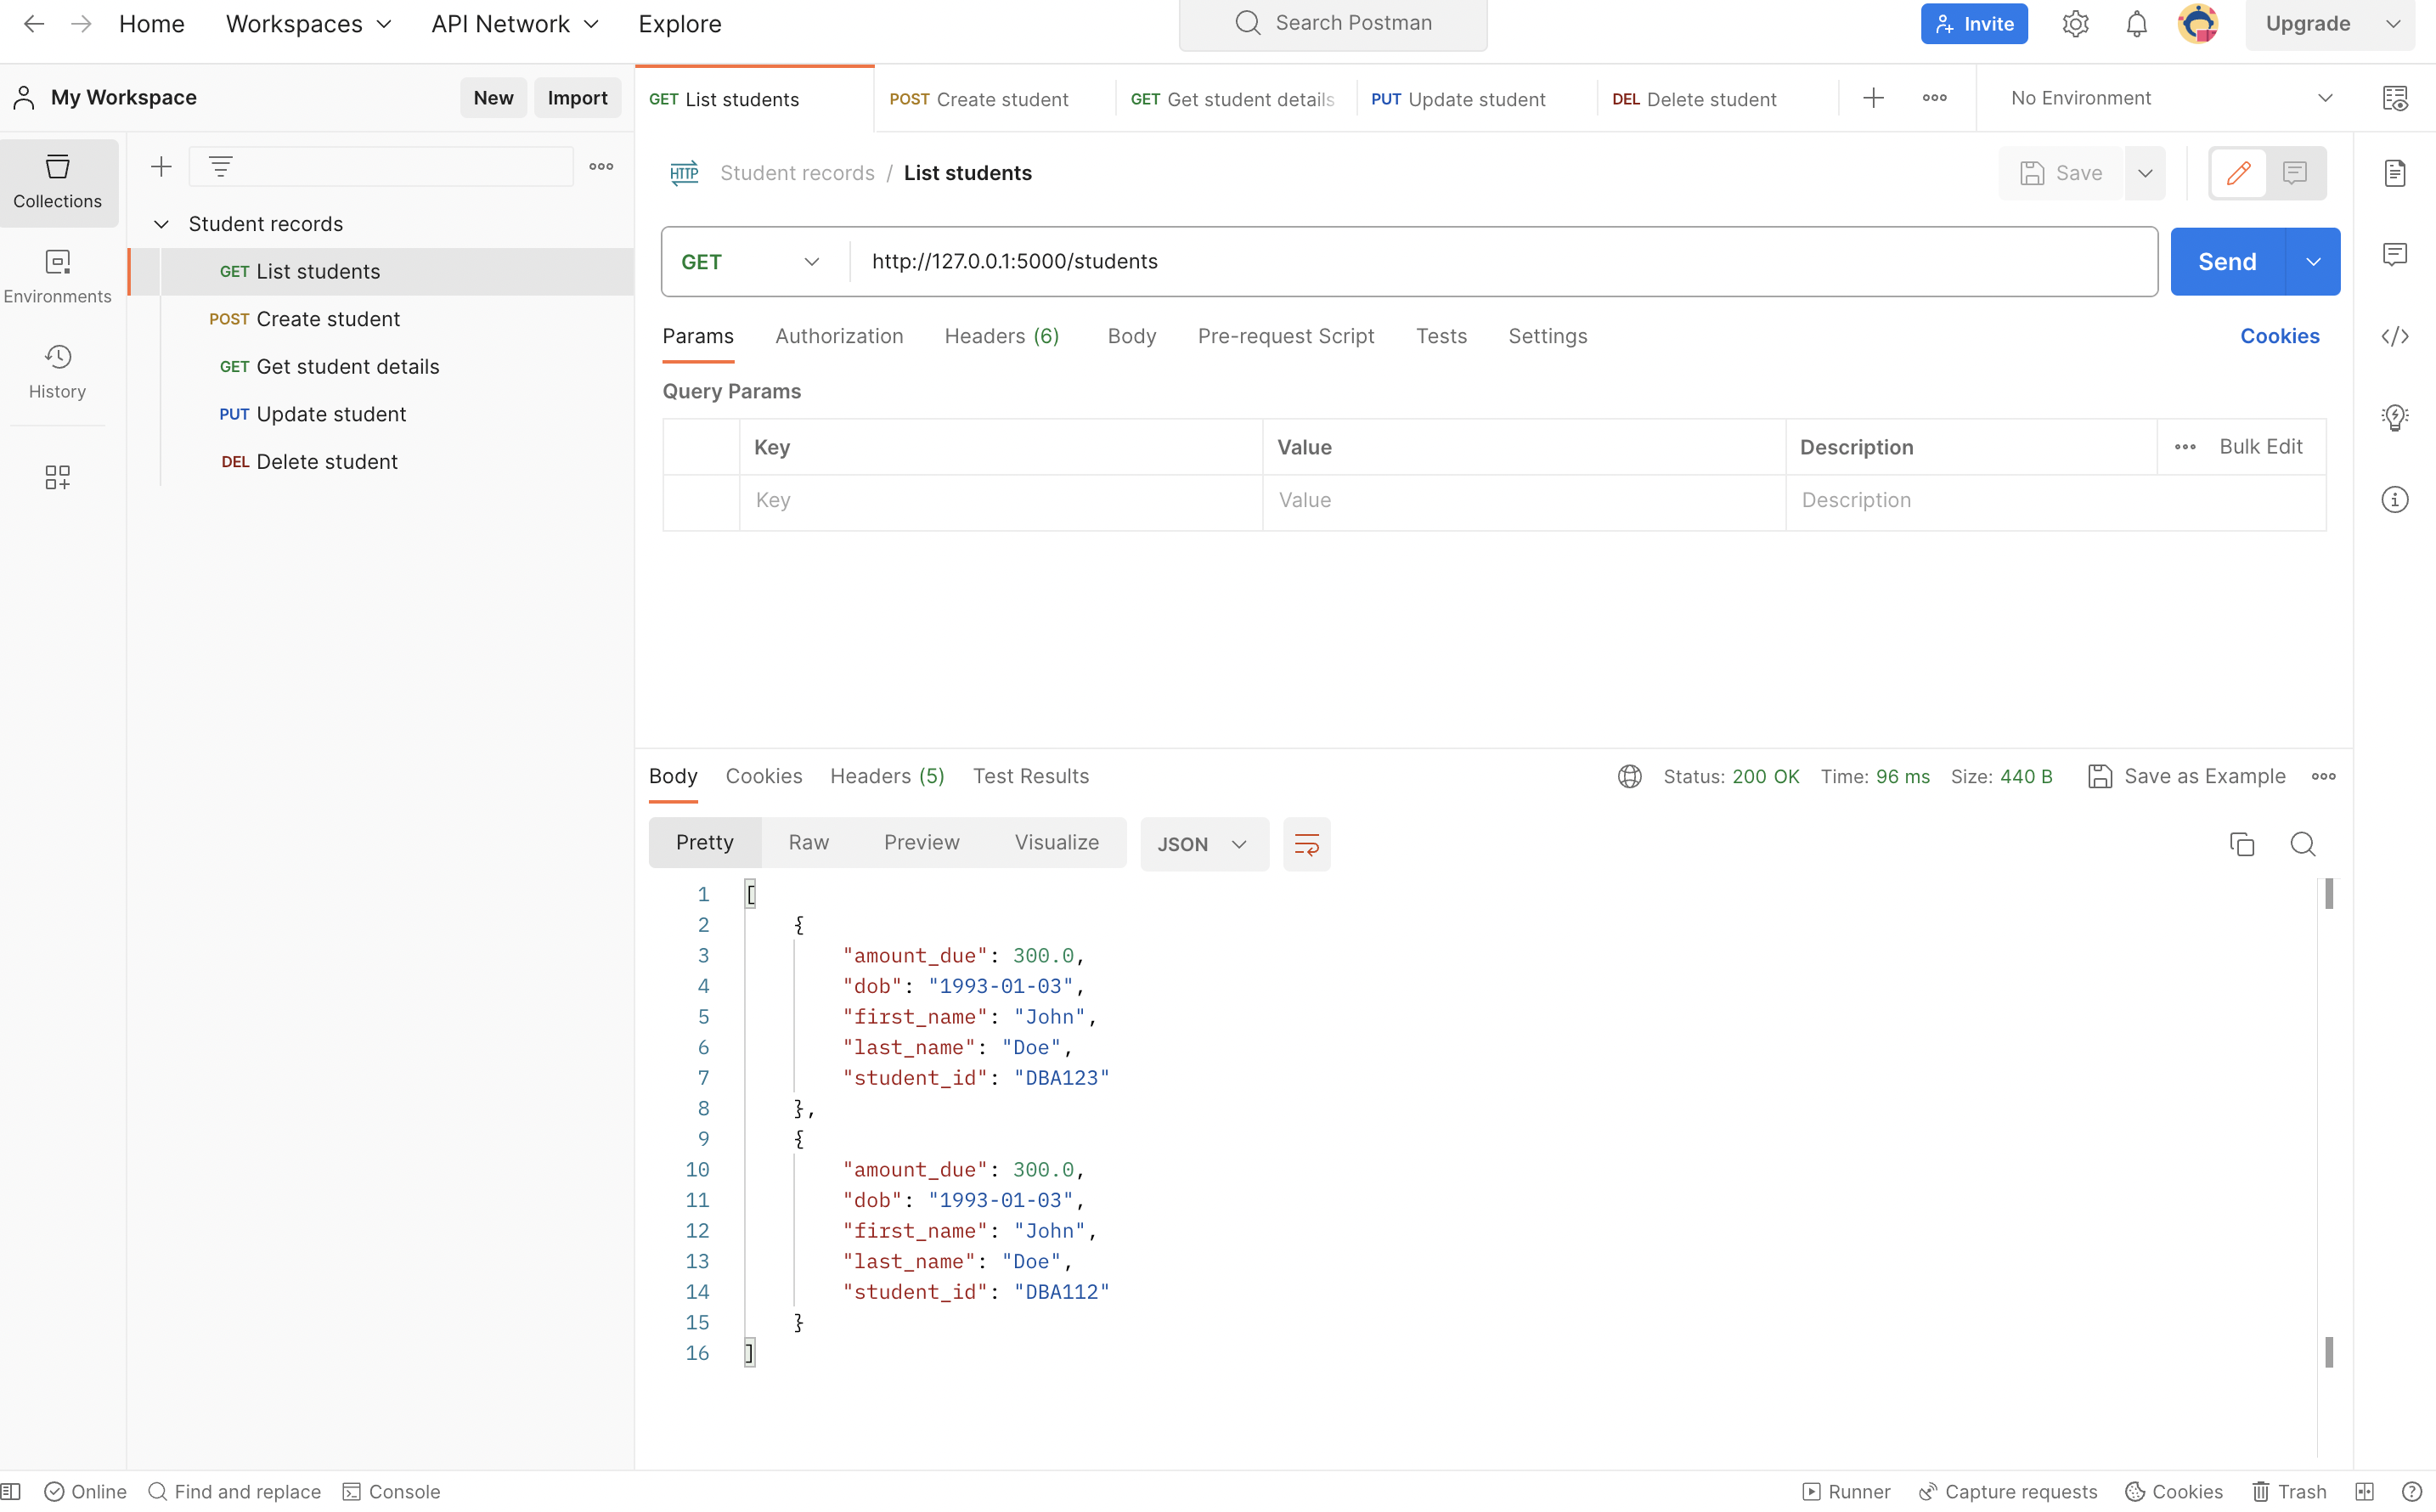 Home Workspaces API Network Explore Search Postman Invite Upgrade
My Workspace New Import
GET List students POST Create student GET Get student details PUT Update student DEL Delete student No Environment
Collections
Environments
History
Student records
GET List students
POST Create student
GET Get student details
PUT Update student
DEL Delete student
HTTP Student records / List students Save
GET http://127.0.0.1:5000/students Send
Params Authorization Headers (6) Body Pre-request Script Tests Settings Cookies
Query Params
Key Value Description Bulk Edit
Key Value Description
Body Cookies Headers (5) Test Results Status: 200 OK Time: 96 ms Size: 440 B Save as Example
Pretty Raw Preview Visualize JSON
1 [
2 {
3 "amount_due": 300.0,
4 "dob": "1993-01-03",
5 "first_name": "John",
6 "last_name": "Doe",
7 "student_id": "DBA123"
8 },
9 {
10 "amount_due": 300.0,
11 "dob": "1993-01-03",
12 "first_name": "John",
13 "last_name": "Doe",
14 "student_id": "DBA112"
15 }
16 ]
Online Find and replace Console Runner Capture requests Cookies Trash